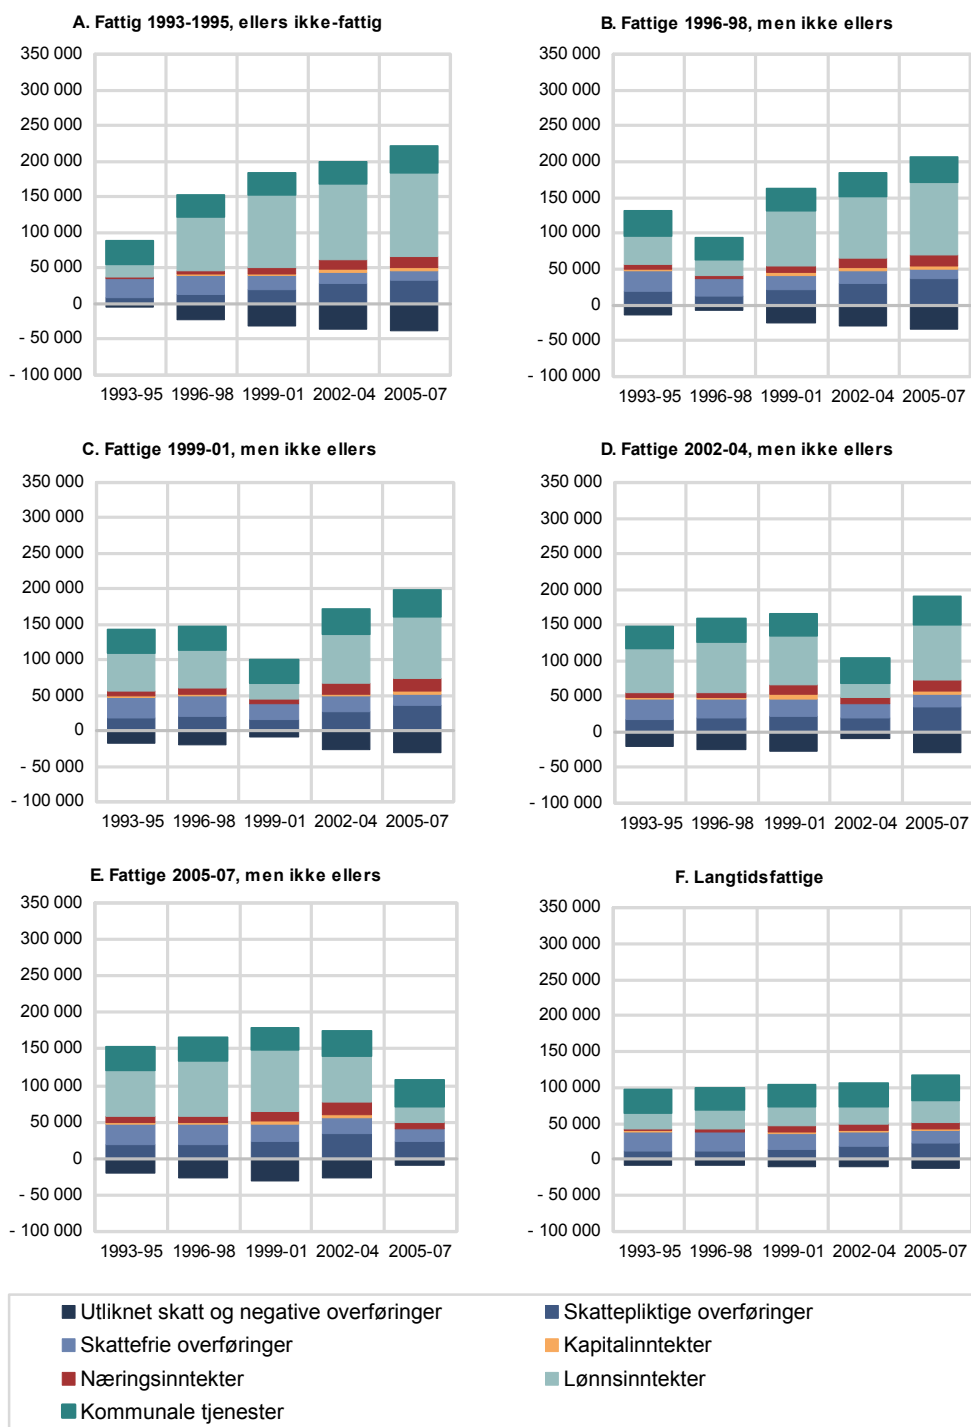 A. Fattig 1993-1995, ellers ikke-fattig
350 000
300 000
250 000
200 000
150 000
100 000
50 000
0
- 50 000
- 100 000
1993-95 1996-98 1999-01 2002-04 2005-07
B. Fattige 1996-98, men ikke ellers
350 000
300 000
250 000
200 000
150 000
100 000
50 000
0
- 50 000
- 100 000
1993-95 1996-98 1999-01 2002-04 2005-07
C. Fattige 1999-01, men ikke ellers
350 000
300 000
250 000
200 000
150 000
100 000
50 000
0
- 50 000
- 100 000
1993-95 1996-98 1999-01 2002-04 2005-07
D. Fattige 2002-04, men ikke ellers
350 000
300 000
250 000
200 000
150 000
100 000
50 000
0
- 50 000
- 100 000
1993-95 1996-98 1999-01 2002-04 2005-07
E. Fattige 2005-07, men ikke ellers
350 000
300 000
250 000
200 000
150 000
100 000
50 000
0
- 50 000
- 100 000
1993-95 1996-98 1999-01 2002-04 2005-07
F. Langtidsfattige
350 000
300 000
250 000
200 000
150 000
100 000
50 000
0
- 50 000
- 100 000
1993-95 1996-98 1999-01 2002-04 2005-07
Utliknet skatt og negative overføringer
Skattepliktige overføringer
Skattefrie overføringer
Kapitalinntekter
Næringsinntekter
Lønnsinntekter
Kommunale tjenester